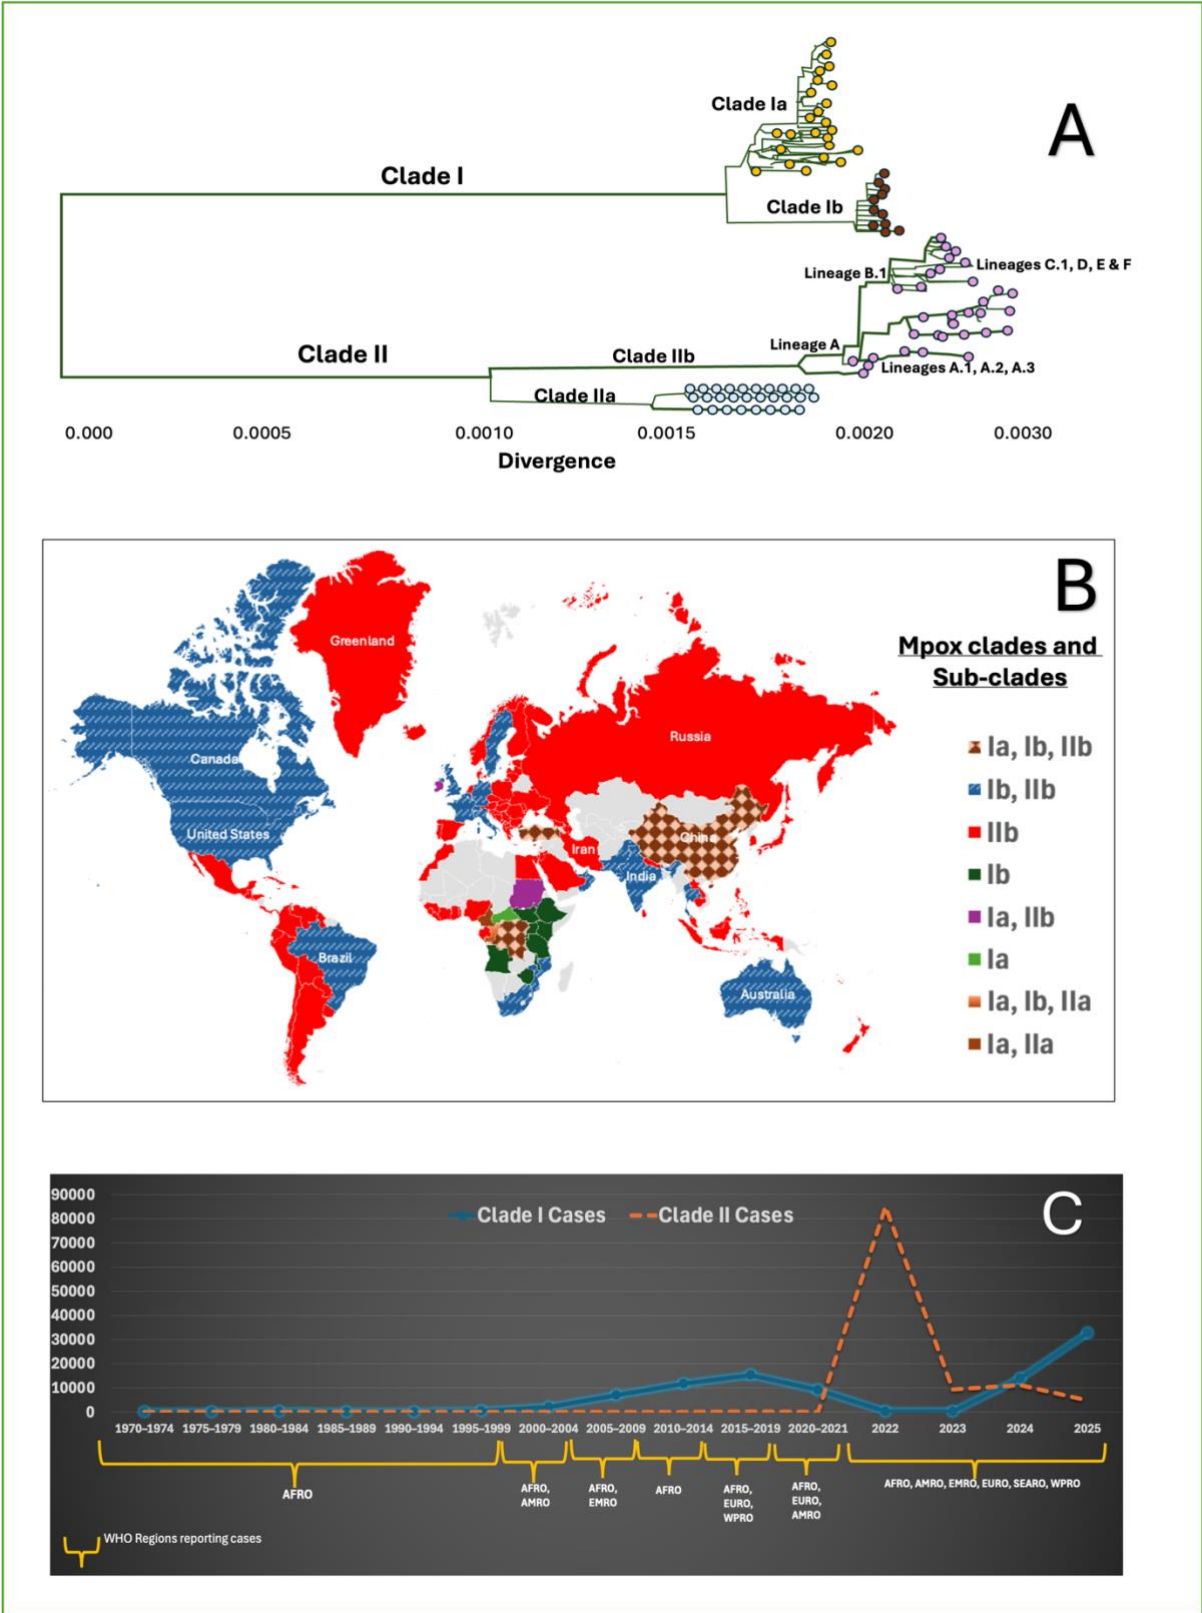 A
Clade Ia
Clade I
Clade Ib
Lineages C.1, D, E & F
Lineage B.1
Lineage A
Clade II
Clade IIb
Lineages A.1, A.2, A.3
Clade IIa
0.000 0.0005 0.0010 0.0015 0.0020 0.0030
Divergence
B
Mpox clades and
Sub-clades
Greenland
Russia
Canada
United States
China
Iran
India
Brazil
Australia
Ia, Ib, IIb
Ib, IIb
IIb
Ib
Ia, IIb
Ia
Ia, Ib, IIa
Ia, IIa
C
Clade I Cases Clade II Cases
90000
80000
70000
60000
50000
40000
30000
20000
10000
0
1970–1974 1975–1979 1980–1984 1985–1989 1990–1994 1995–1999 2000–2004 2005–2009 2010–2014 2015–2019 2020–2021 2022 2023 2024 2025
AFRO
AFRO,
AMRO
AFRO,
EMRO
AFRO
AFRO,
EURO,
WPRO
AFRO,
EURO,
AMRO
AFRO, AMRO, EMRO, EURO, SEARO, WPRO
WHO Regions reporting cases